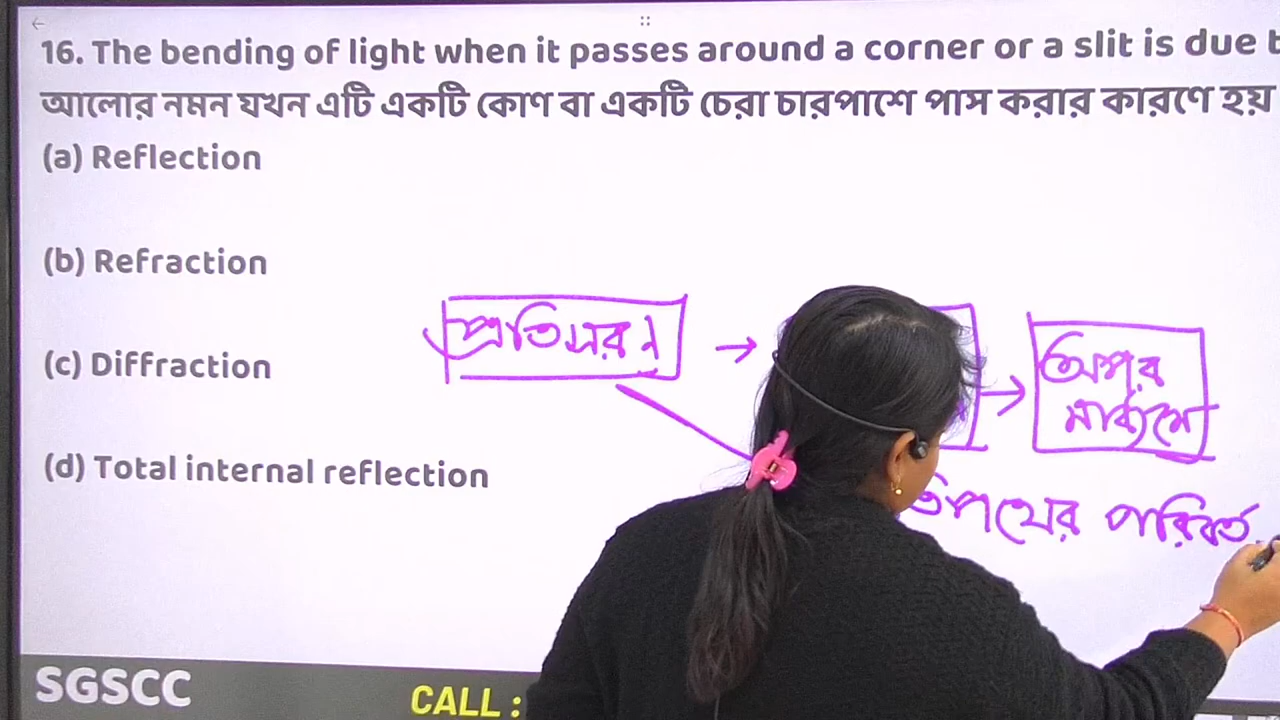 16. The bending of light when it passes around a corner or a slit is due
আলোর নমন যখন এটি একটি কোণ বা একটি চেরা চারপাশে পাস করার কারণে হয়
(a) Reflection
(b) Refraction
প্রতিসরন → → অপর
মাধ্যমে
(c) Diffraction
(d) Total internal reflection
পথের পরিবর্ত
SGSCC
CALL :